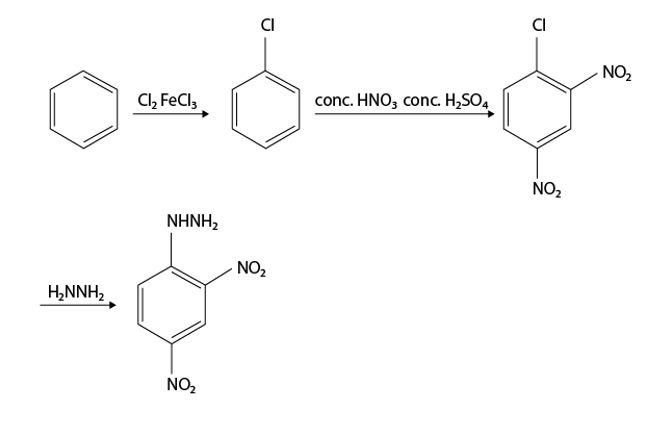 Cl
Cl
Cl₂ FeCl₃
conc. HNO₃ conc. H₂SO₄
NO₂
NO₂
NHNH₂
H₂NNH₂
NO₂
NO₂